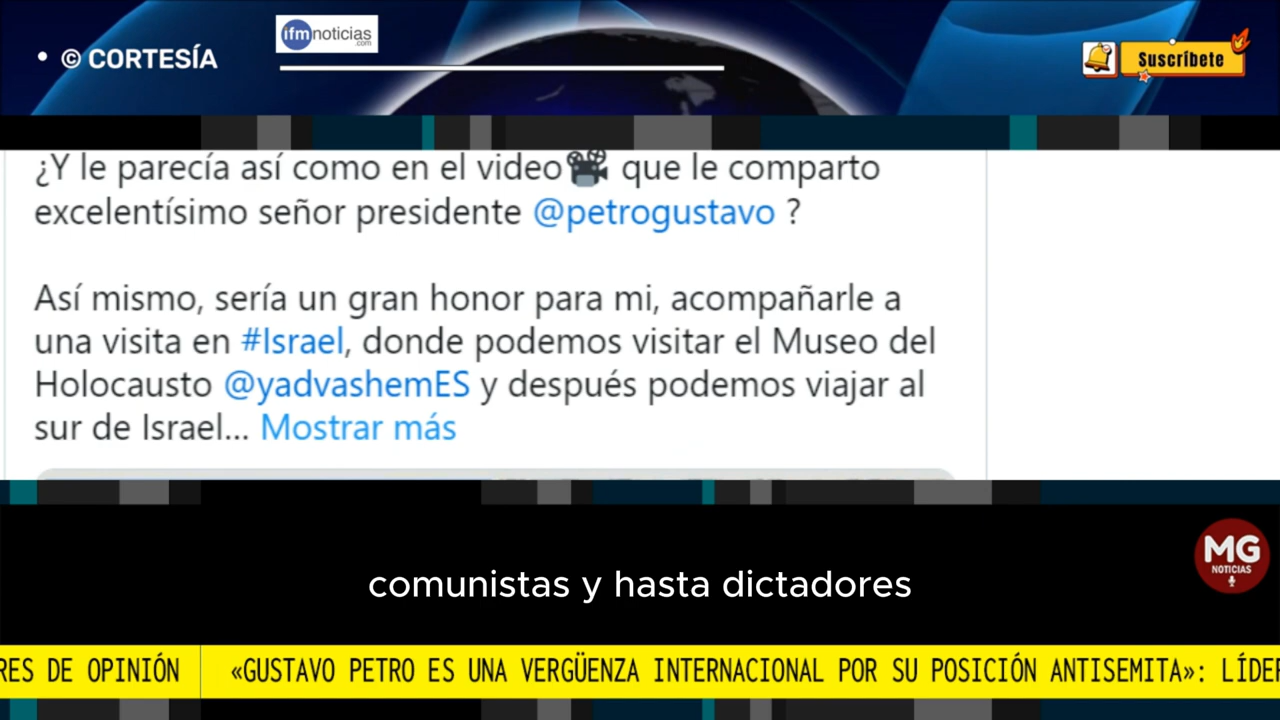 • © CORTESÍA
ifmnoticias
.com
Suscríbete
¿Y le parecía así como en el video que le comparto
excelentísimo señor presidente @petrogustavo ?
Así mismo, sería un gran honor para mi, acompañarle a
una visita en #Israel, donde podemos visitar el Museo del
Holocausto @yadvashemES y después podemos viajar al
sur de Israel... Mostrar más
MG
NOTICIAS
comunistas y hasta dictadores
RES DE OPINIÓN «GUSTAVO PETRO ES UNA VERGÜENZA INTERNACIONAL POR SU POSICIÓN ANTISEMITA»: LÍDER